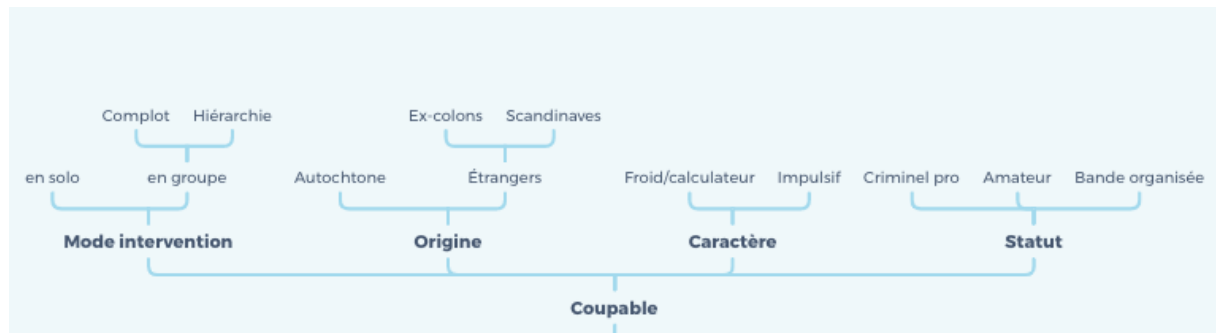 Complot Hiérarchie Ex-colons Scandinaves
en solo en groupe Autochtone Étrangers Froid/calculateur Impulsif Criminel pro Amateur Bande organisée
Mode intervention Origine Caractère Statut
Coupable